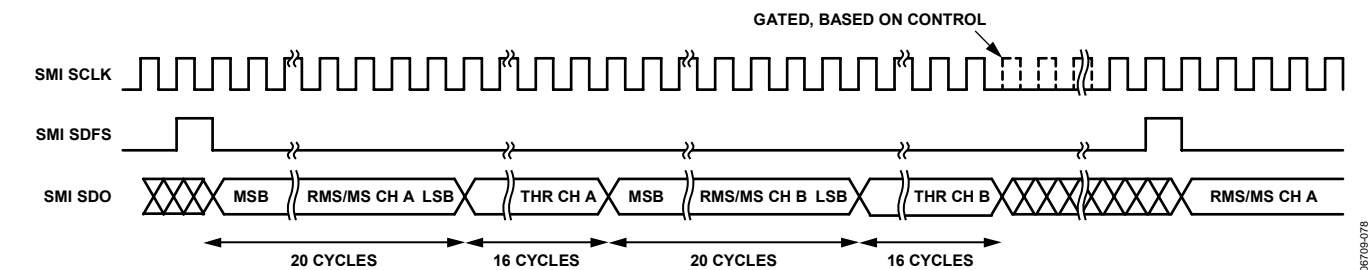 GATED, BASED ON CONTROL
SMI SCLK
SMI SDFS
SMI SDO
MSB
RMS/MS CH A LSB
THR CH A
MSB
RMS/MS CH B LSB
THR CH B
RMS/MS CH A
20 CYCLES
16 CYCLES
20 CYCLES
16 CYCLES
06709-078